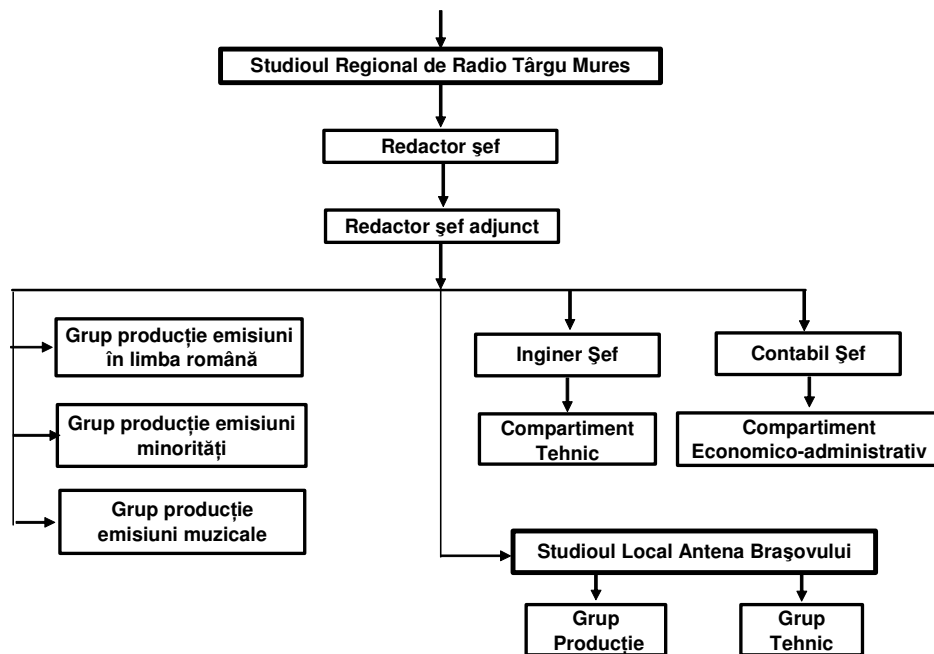 Studioul Regional de Radio Târgu Mures
Redactor şef
Redactor şef adjunct
Grup producție emisiuni
în limba română
Grup producție emisiuni
minorități
Grup producție
emisiuni muzicale
Inginer Şef
Compartiment
Tehnic
Contabil Şef
Compartiment
Economico-administrativ
Studioul Local Antena Braşovului
Grup
Producție
Grup
Tehnic